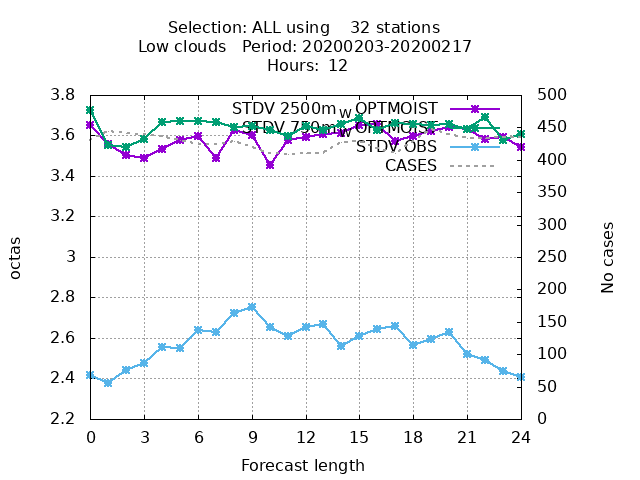 Selection: ALL using 32 stations
Low clouds Period: 20200203-20200217
Hours: 12
3.8
3.6
3.4
3.2
3
2.8
2.6
2.4
2.2
octas
500
450
400
350
300
250
200
150
100
50
0
No cases
STDV 2500m W OPTMOIST
STDV 750m W OPTMOIST
STDV OBS
CASES
0 3 6 9 12 15 18 21 24
Forecast length